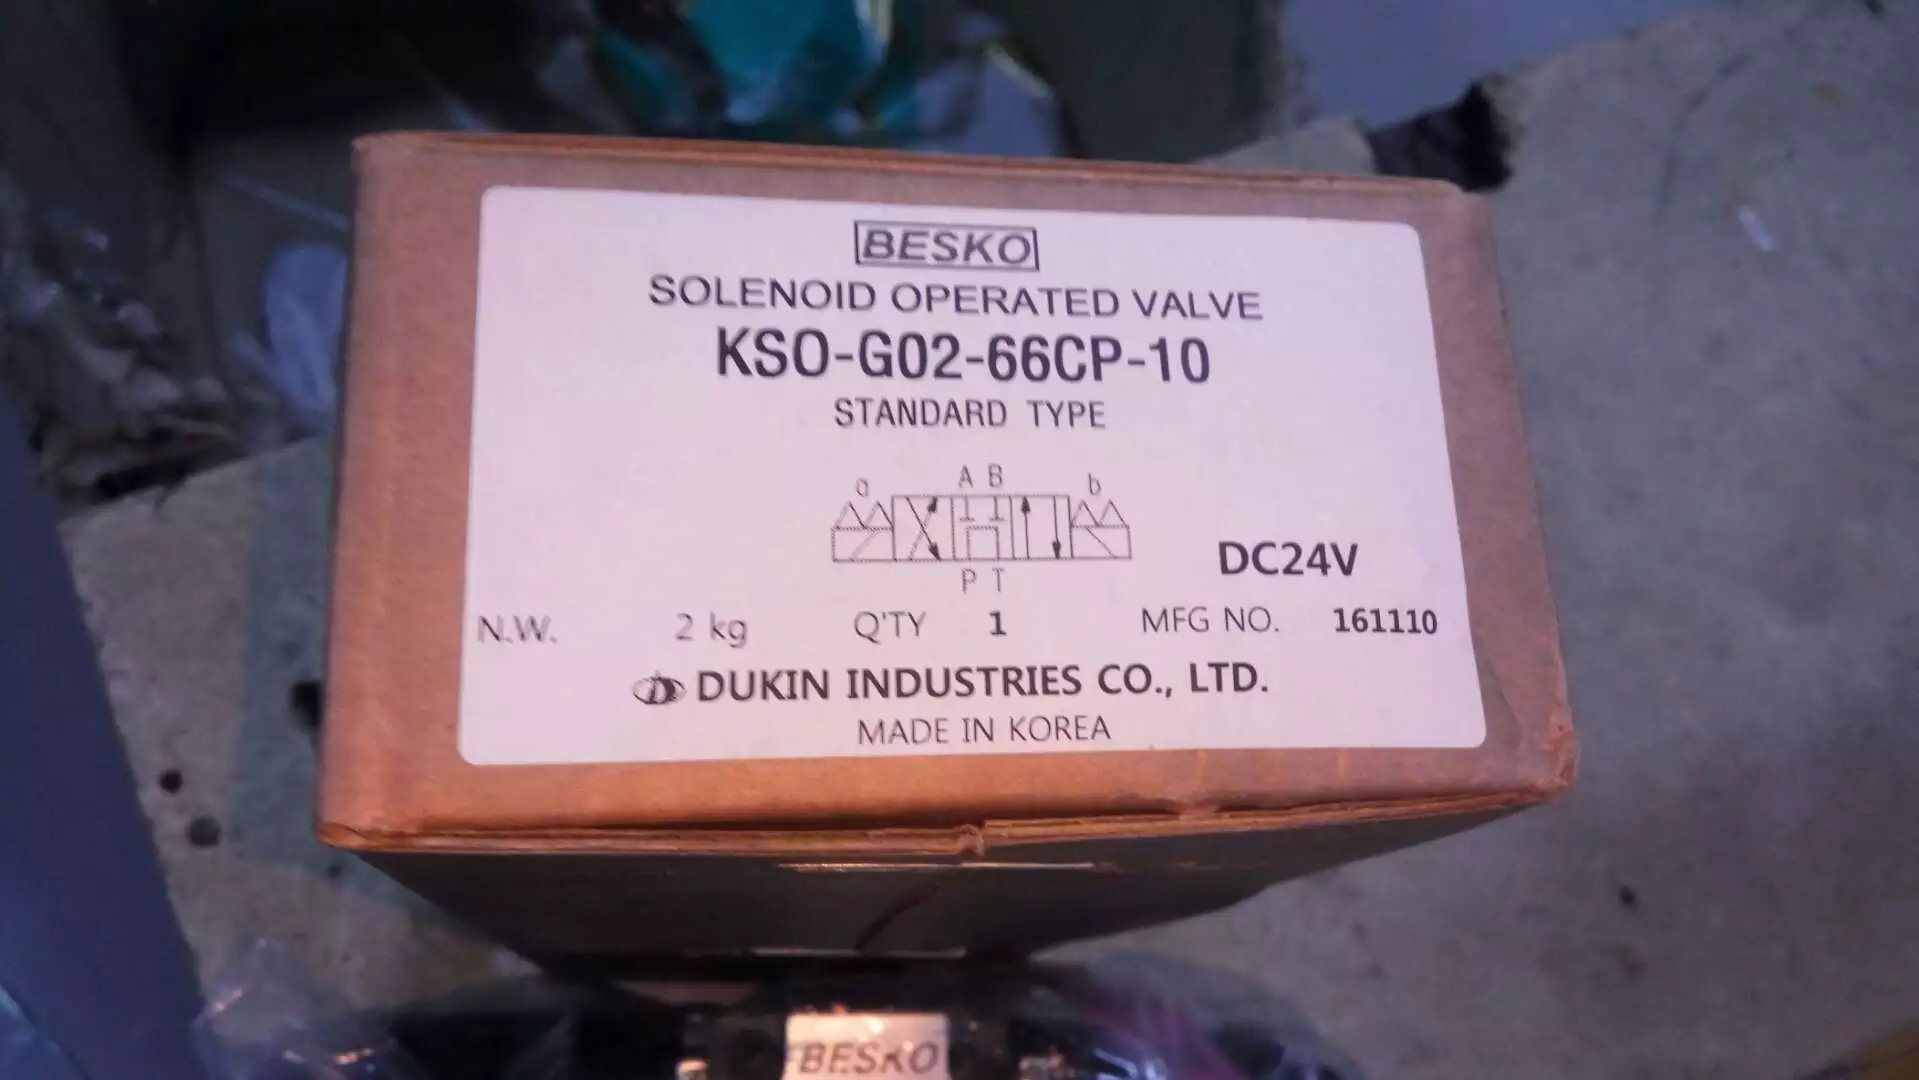 BESKO
SOLENOID OPERATED VALVE
KSO-G02-66CP-10
STANDARD TYPE
a A B b
P T
DC24V
N.W. 2 kg Q'TY 1 MFG NO. 161110
DUKIN INDUSTRIES CO., LTD.
MADE IN KOREA
BESKO